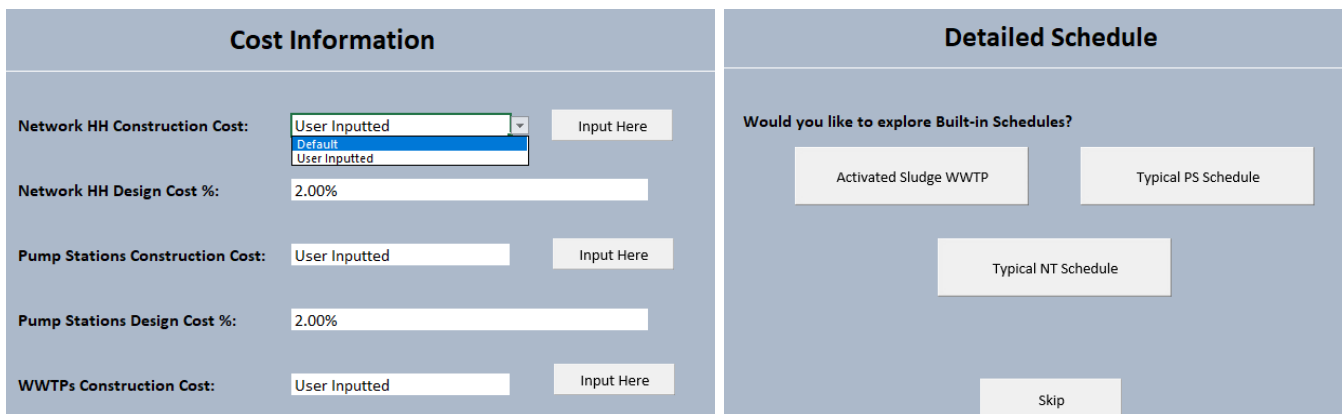 Cost Information
Network HH Construction Cost:
User Inputted
Input Here
Default
User Inputted
Network HH Design Cost %:
2.00%
Pump Stations Construction Cost:
User Inputted
Input Here
Pump Stations Design Cost %:
2.00%
WWTPs Construction Cost:
User Inputted
Input Here
Detailed Schedule
Would you like to explore Built-in Schedules?
Activated Sludge WWTP
Typical PS Schedule
Typical NT Schedule
Skip